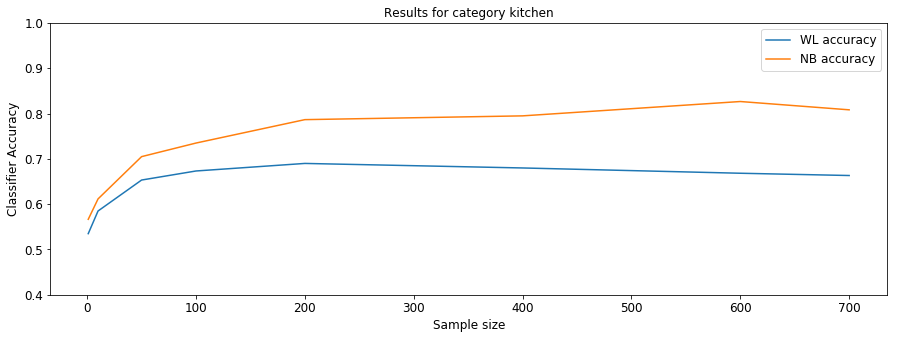 Results for category kitchen
1.0
0.9
0.8
0.7
0.6
0.5
0.4
Classifier Accuracy
WL accuracy
NB accuracy
0 100 200 300 400 500 600 700
Sample size